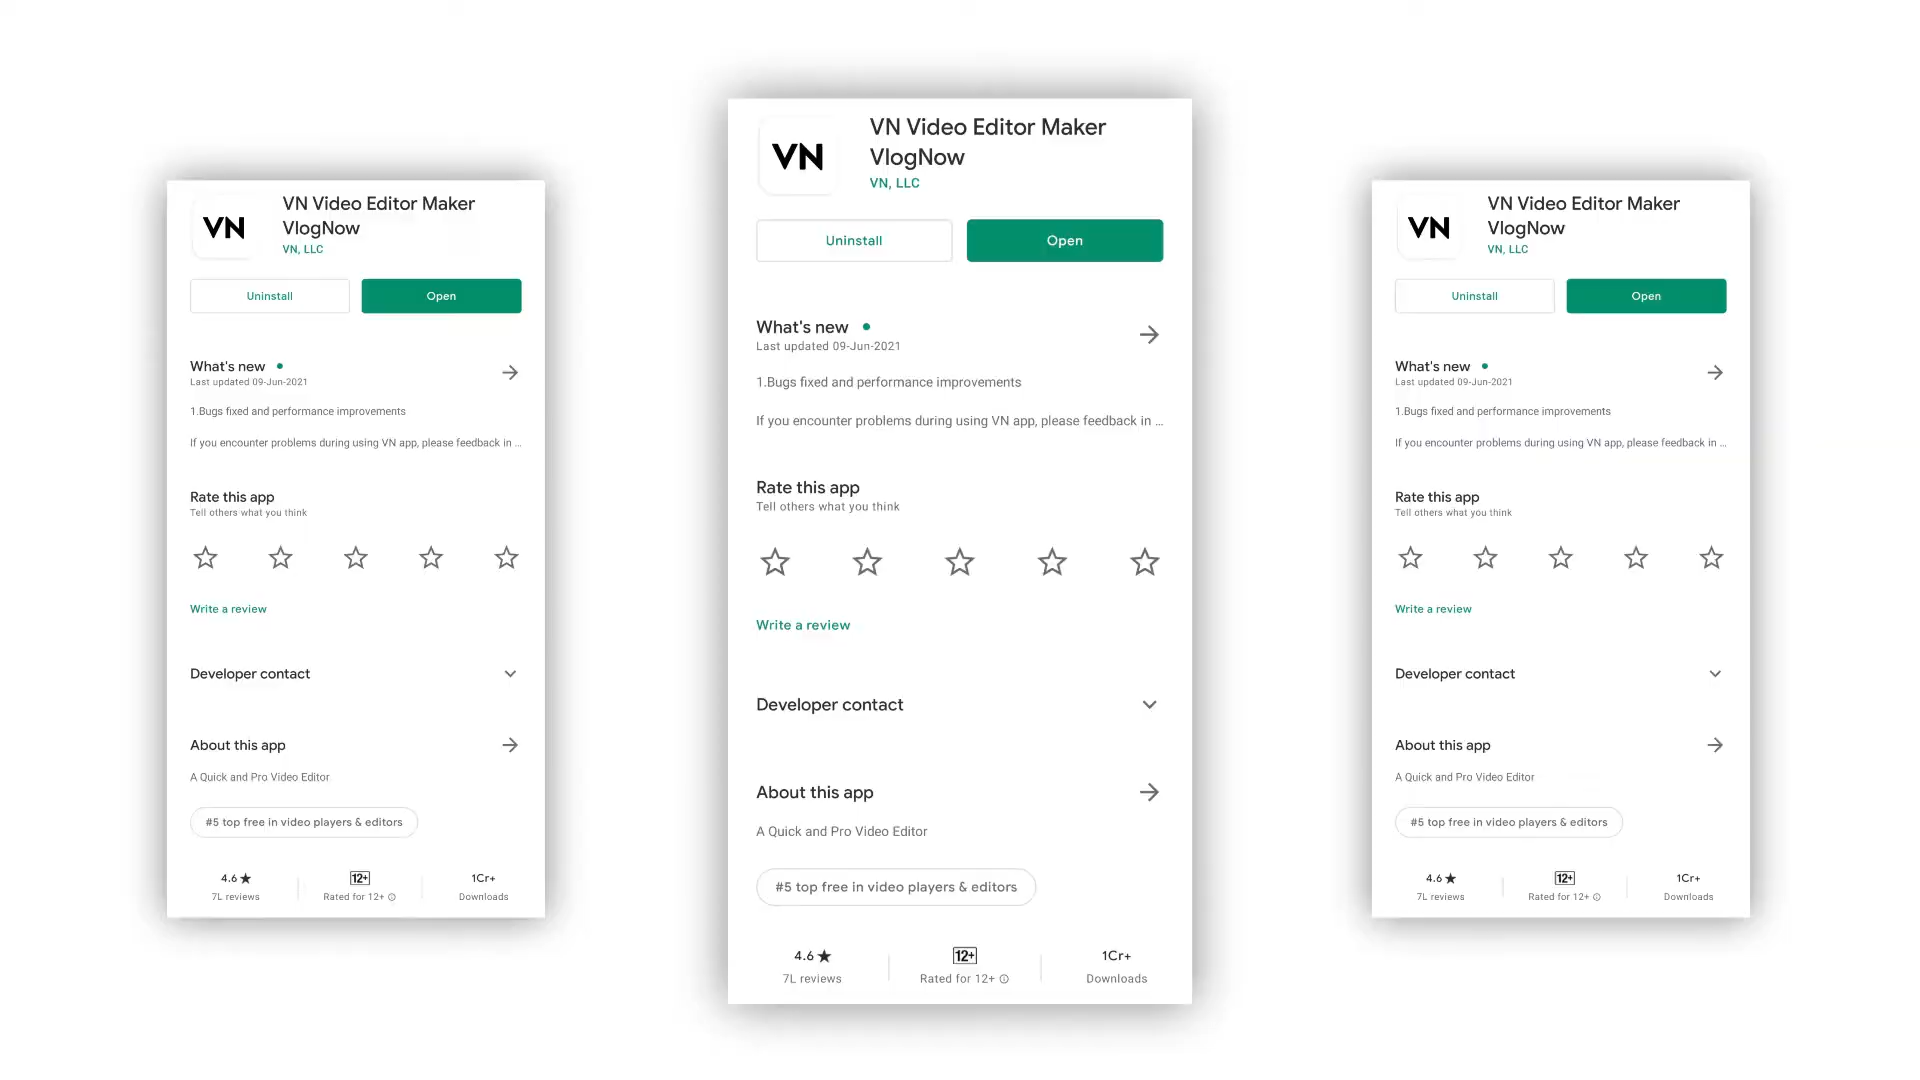 VN
VN Video Editor Maker
VlogNow
VN, LLC
Uninstall
Open
What's new
Last updated 09-Jun-2021
1.Bugs fixed and performance improvements
If you encounter problems during using VN app, please feedback in ...
Rate this app
Tell others what you think
Write a review
Developer contact
About this app
A Quick and Pro Video Editor
#5 top free in video players & editors
4.6★ 12+ 1Cr+
7L reviews Rated for 12+ Downloads
VN
VN Video Editor Maker
VlogNow
VN, LLC
Uninstall
Open
What's new
Last updated 09-Jun-2021
1.Bugs fixed and performance improvements
If you encounter problems during using VN app, please feedback in ...
Rate this app
Tell others what you think
Write a review
Developer contact
About this app
A Quick and Pro Video Editor
#5 top free in video players & editors
4.6★ 12+ 1Cr+
7L reviews Rated for 12+ Downloads
VN
VN Video Editor Maker
VlogNow
VN, LLC
Uninstall
Open
What's new
Last updated 09-Jun-2021
1.Bugs fixed and performance improvements
If you encounter problems during using VN app, please feedback in ...
Rate this app
Tell others what you think
Write a review
Developer contact
About this app
A Quick and Pro Video Editor
#5 top free in video players & editors
4.6★ 12+ 1Cr+
7L reviews Rated for 12+ Downloads